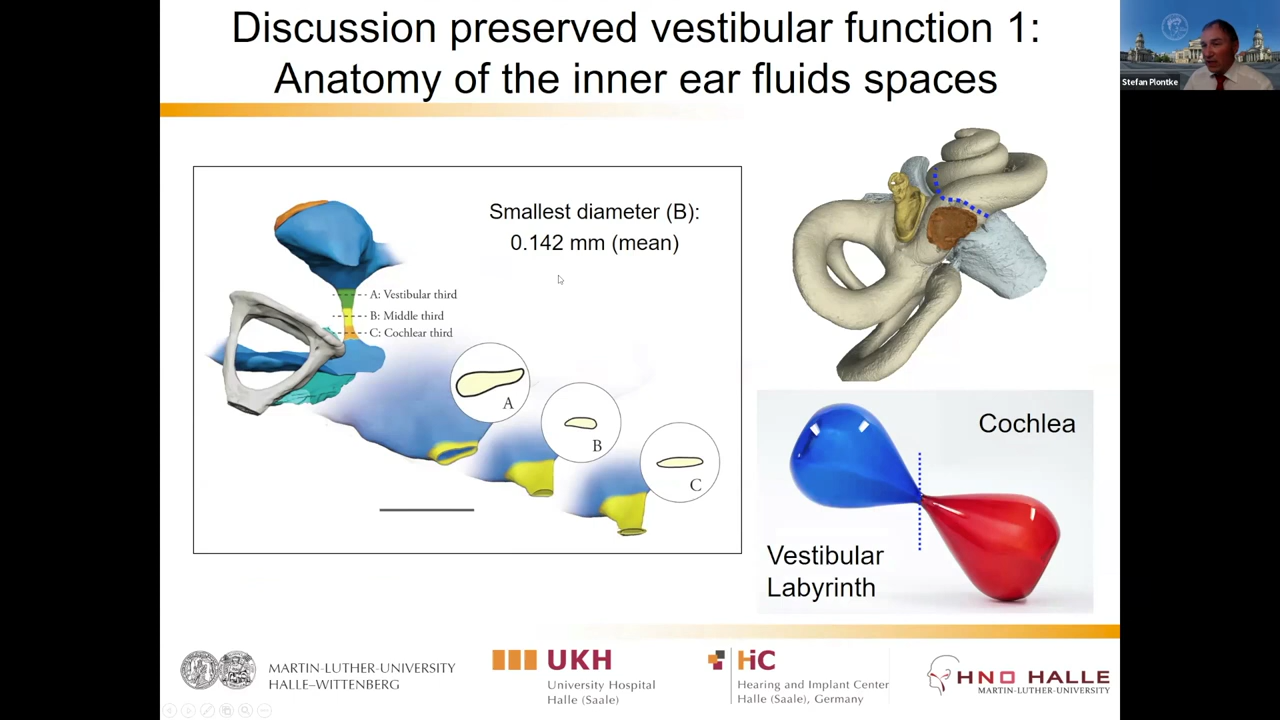 Discussion preserved vestibular function 1:
Anatomy of the inner ear fluids spaces
Stefan Plontke
Smallest diameter (B):
0.142 mm (mean)
A: Vestibular third
B: Middle third
C: Cochlear third
A
B
C
Cochlea
Vestibular
Labyrinth
MARTIN-LUTHER-UNIVERSITY
HALLE–WITTENBERG
UKH
University Hospital
Halle (Saale)
HiC
Hearing and Implant Center
Halle (Saale), Germany
HNO HALLE
MARTIN-LUTHER-UNIVERSITY